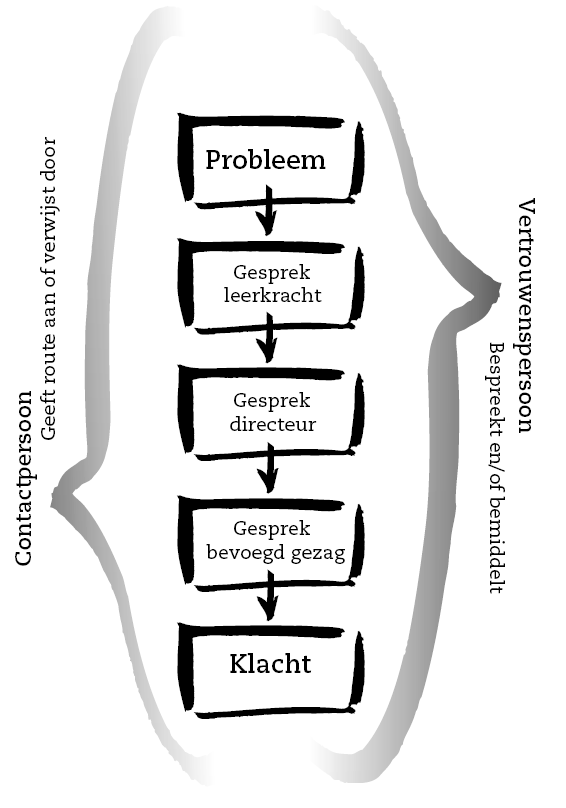 Probleem
Gesprek
leerkracht
Gesprek
directeur
Gesprek
bevoegd gezag
Klacht
Contactpersoon
Geeft route aan of verwijst door
Vertrouwenspersoon
Bespreekt en/of bemiddelt